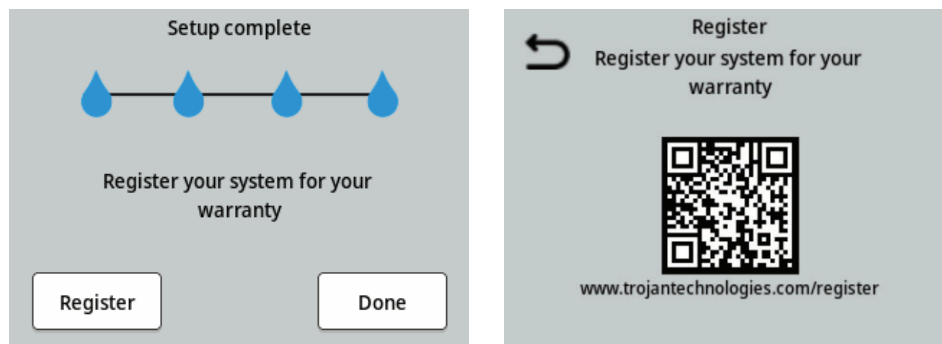 Setup complete
Register your system for your
warranty
Register
Done
Register
Register your system for your
warranty
www.trojantechnologies.com/register